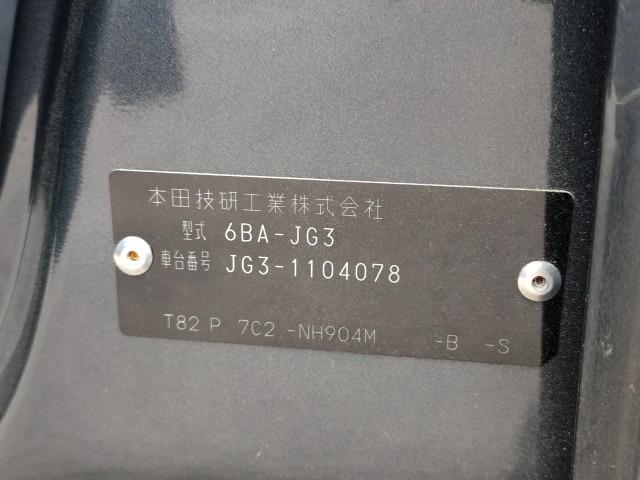 本田技研工業株式会社
型式 6BA-JG3
車台番号 JG3-1104078
T82 P 7C2 -NH904M -B -S